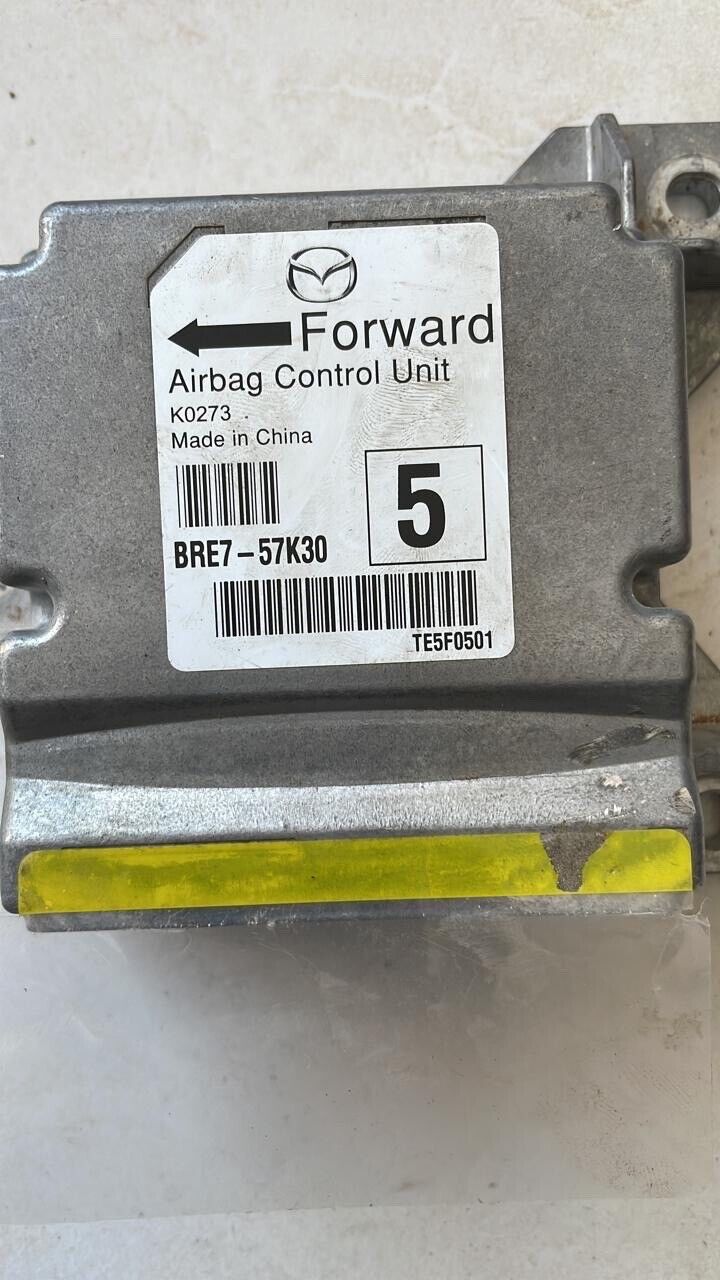 Forward
Airbag Control Unit
K0273
Made in China
5
BRE7-57K30
TE5F0501